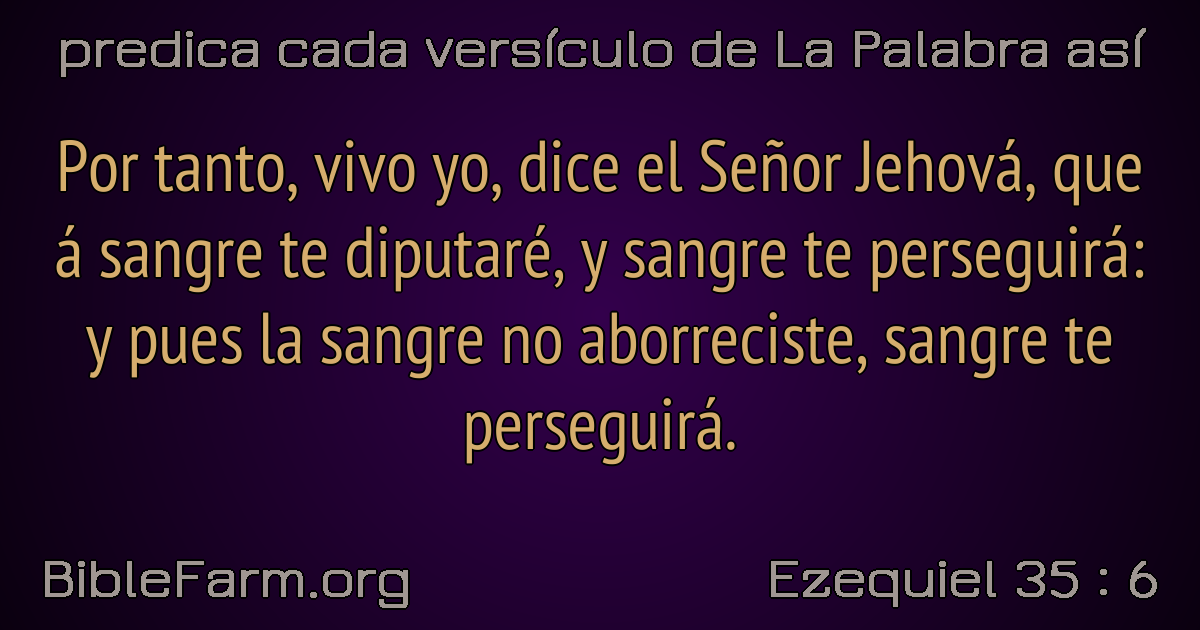 predica cada versículo de La Palabra así
Por tanto, vivo yo, dice el Señor Jehová, que
á sangre te diputaré, y sangre te perseguirá:
y pues la sangre no aborreciste, sangre te
perseguirá.
BibleFarm.org
Ezequiel 35 : 6